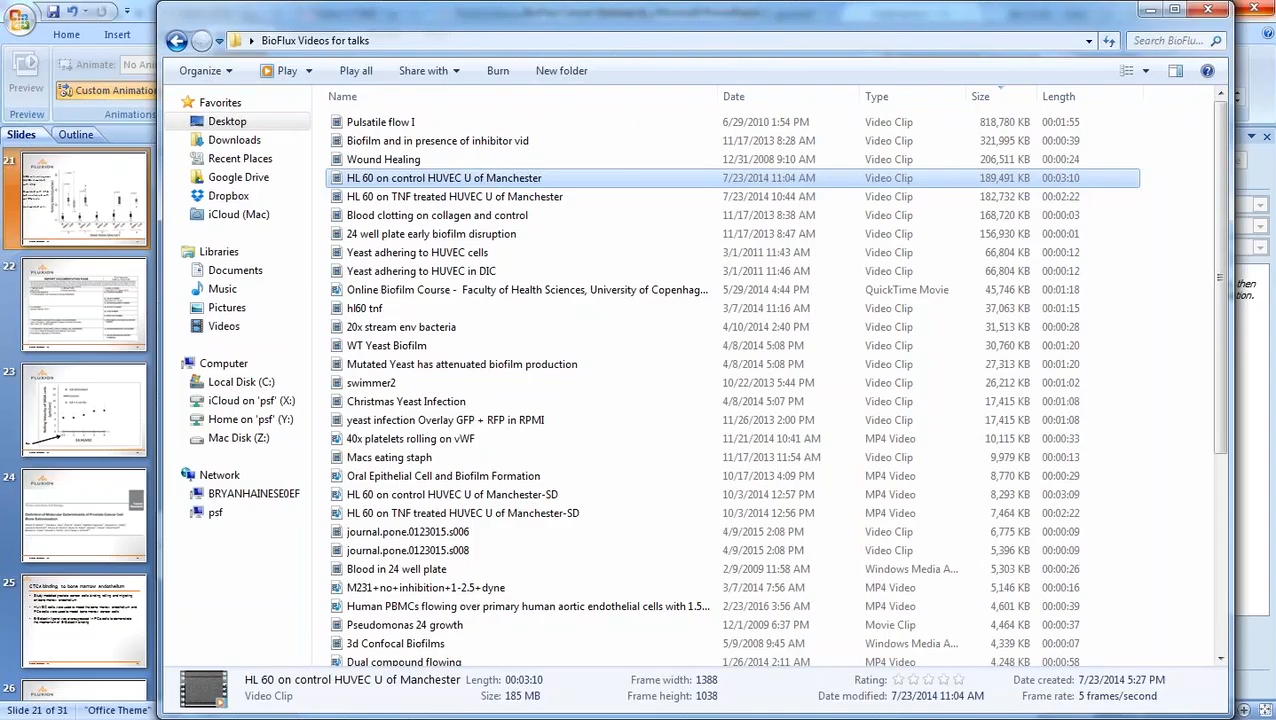 Home Insert
BioFlux Videos for talks
Search BioFlu...
Organize Play Play all Share with Burn New folder
Preview
Animate: No Ani
Custom Animatio
Preview Animations
Slides Outline
Name Date Type Size Length
Favorites
Desktop
Downloads
Recent Places
Google Drive
Dropbox
iCloud (Mac)
Libraries
Documents
Music
Pictures
Videos
Computer
Local Disk (C:)
iCloud on 'psf' (X:)
Home on 'psf' (Y:)
Mac Disk (Z:)
Network
BRYANHAINESE0EF
psf
Pulsatile flow I 6/29/2010 1:54 PM Video Clip 818,780 KB 00:01:55
Biofilm and in presence of inhibitor vid 11/17/2013 8:28 AM Video Clip 321,995 KB 00:00:39
Wound Healing 12/31/2008 9:10 AM Video Clip 206,511 KB 00:00:24
HL 60 on control HUVEC U of Manchester 7/23/2014 11:04 AM Video Clip 189,491 KB 00:03:10
HL 60 on TNF treated HUVEC U of Manchester 7/23/2014 10:44 AM Video Clip 182,732 KB 00:02:22
Blood clotting on collagen and control 11/17/2013 8:38 AM Video Clip 168,720 KB 00:00:03
24 well plate early biofilm disruption 11/17/2013 8:47 AM Video Clip 156,930 KB 00:00:01
Yeast adhering to HUVEC cells 3/1/2011 11:43 AM Video Clip 66,804 KB 00:00:12
Yeast adhering to HUVEC in DIC 3/1/2011 11:46 AM Video Clip 66,804 KB 00:00:12
Online Biofilm Course - Faculty of Health Sciences, University of Copenhag... 5/29/2014 4:44 PM QuickTime Movie 45,746 KB 00:01:18
hl60 tnf 3/7/2014 11:16 AM Video Clip 37,063 KB 00:01:15
20x stream env bacteria 7/10/2014 2:40 PM Video Clip 31,513 KB 00:00:28
WT Yeast Biofilm 4/8/2014 5:08 PM Video Clip 30,760 KB 00:01:20
Mutated Yeast has attenuated biofilm production 4/8/2014 5:08 PM Video Clip 27,313 KB 00:01:20
swimmer2 10/22/2013 5:44 PM Video Clip 26,212 KB 00:01:02
Christmas Yeast Infection 4/8/2014 5:07 PM Video Clip 17,415 KB 00:01:08
yeast infection Overlay GFP + RFP in RPMI 11/26/2013 2:00 PM Video Clip 17,415 KB 00:01:08
40x platelets rolling on vWF 11/21/2014 10:41 AM MP4 Video 10,115 KB 00:00:33
Macs eating staph 11/17/2013 11:54 AM Video Clip 9,979 KB 00:00:13
Oral Epithelial Cell and Biofilm Formation 10/17/2013 4:09 PM MP4 Video 8,770 KB 00:00:29
HL 60 on control HUVEC U of Manchester-SD 10/3/2014 12:57 PM MP4 Video 8,293 KB 00:03:09
HL 60 on TNF treated HUVEC U of Manchester-SD 10/3/2014 12:56 PM MP4 Video 7,464 KB 00:02:22
journal.pone.0123015.s006 4/9/2015 2:08 PM Video Clip 6,775 KB 00:00:09
journal.pone.0123015.s008 4/9/2015 2:08 PM Video Clip 5,396 KB 00:00:09
Blood in 24 well plate 2/9/2009 11:58 AM Windows Media A... 5,303 KB 00:00:26
M231+no+inhibition+1-2.5+dyne 3/4/2014 7:56 AM MP4 Video 5,146 KB 00:00:16
Human PBMCs flowing over primary human aortic endothelial cells with 1.5... 2/23/2016 3:56 AM MP4 Video 4,601 KB 00:00:39
Pseudomonas 24 growth 12/1/2009 6:37 PM Movie Clip 4,464 KB 00:00:37
3d Confocal Biofilms 5/9/2008 9:45 AM Windows Media A... 4,339 KB 00:00:07
Dual compound flowing 1/26/2014 2:11 AM Video Clip 4,248 KB 00:00:58
21
22
23
24
25
CTCs binding to bone marrow endothelium
26
then
tion.
HL 60 on control HUVEC U of Manchester Length: 00:03:10 Frame width: 1388 Rating: Date created: 7/23/2014 5:27 PM
Video Clip Size: 185 MB Frame height: 1038 Date modified: 7/23/2014 11:04 AM Frame rate: 5 frames/second
Slide 21 of 31 "Office Theme"